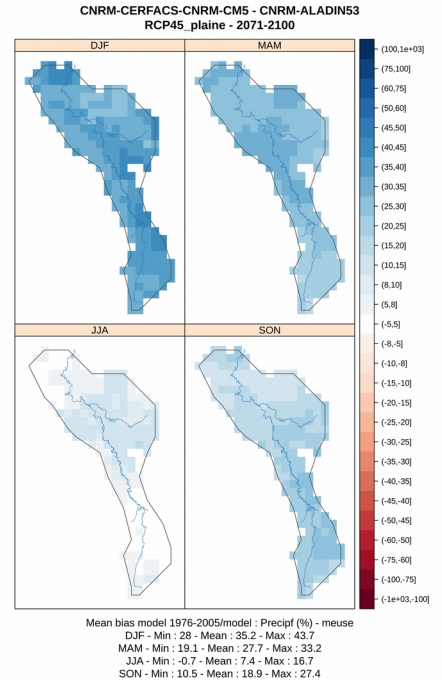 CNRM-CERFACS-CNRM-CM5 - CNRM-ALADIN53
RCP45_plaine - 2071-2100
DJF
MAM
JJA
SON
(100,1e+03]
(75,100]
(60,75]
(50,60]
(45,50]
(40,45]
(35,40]
(30,35]
(25,30]
(20,25]
(15,20]
(10,15]
(8,10]
(5,8]
(-5,5]
(-8,-5]
(-10,-8]
(-15,-10]
(-20,-15]
(-25,-20]
(-30,-25]
(-35,-30]
(-40,-35]
(-45,-40]
(-50,-45]
(-60,-50]
(-75,-60]
(-100,-75]
(-1e+03,-100]
Mean bias model 1976-2005/model : Precipf (%) - meuse
DJF - Min : 28 - Mean : 35.2 - Max : 43.7
MAM - Min : 19.1 - Mean : 27.7 - Max : 33.2
JJA - Min : -0.7 - Mean : 7.4 - Max : 16.7
SON - Min : 10.5 - Mean : 18.9 - Max : 27.4